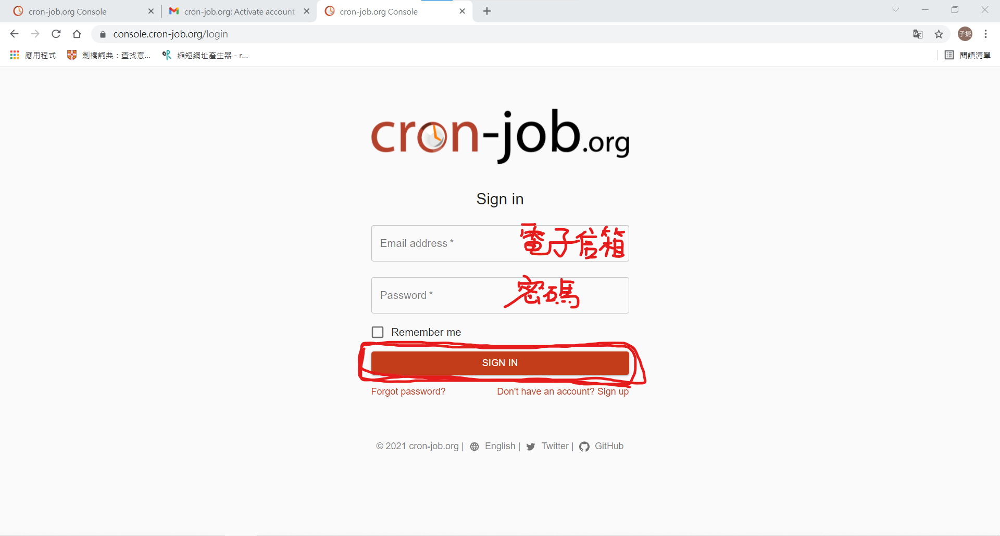 cron-job.org Console
cron-job.org: Activate account
cron-job.org Console
console.cron-job.org/login
子捷
應用程式
劍橋詞典：查找意...
縮短網址產生器 - r...
閱讀清單
cron-job.org
Sign in
Email address *
電子信箱
Password *
密碼
Remember me
SIGN IN
Forgot password?
Don't have an account? Sign up
© 2021 cron-job.org | English | Twitter | GitHub